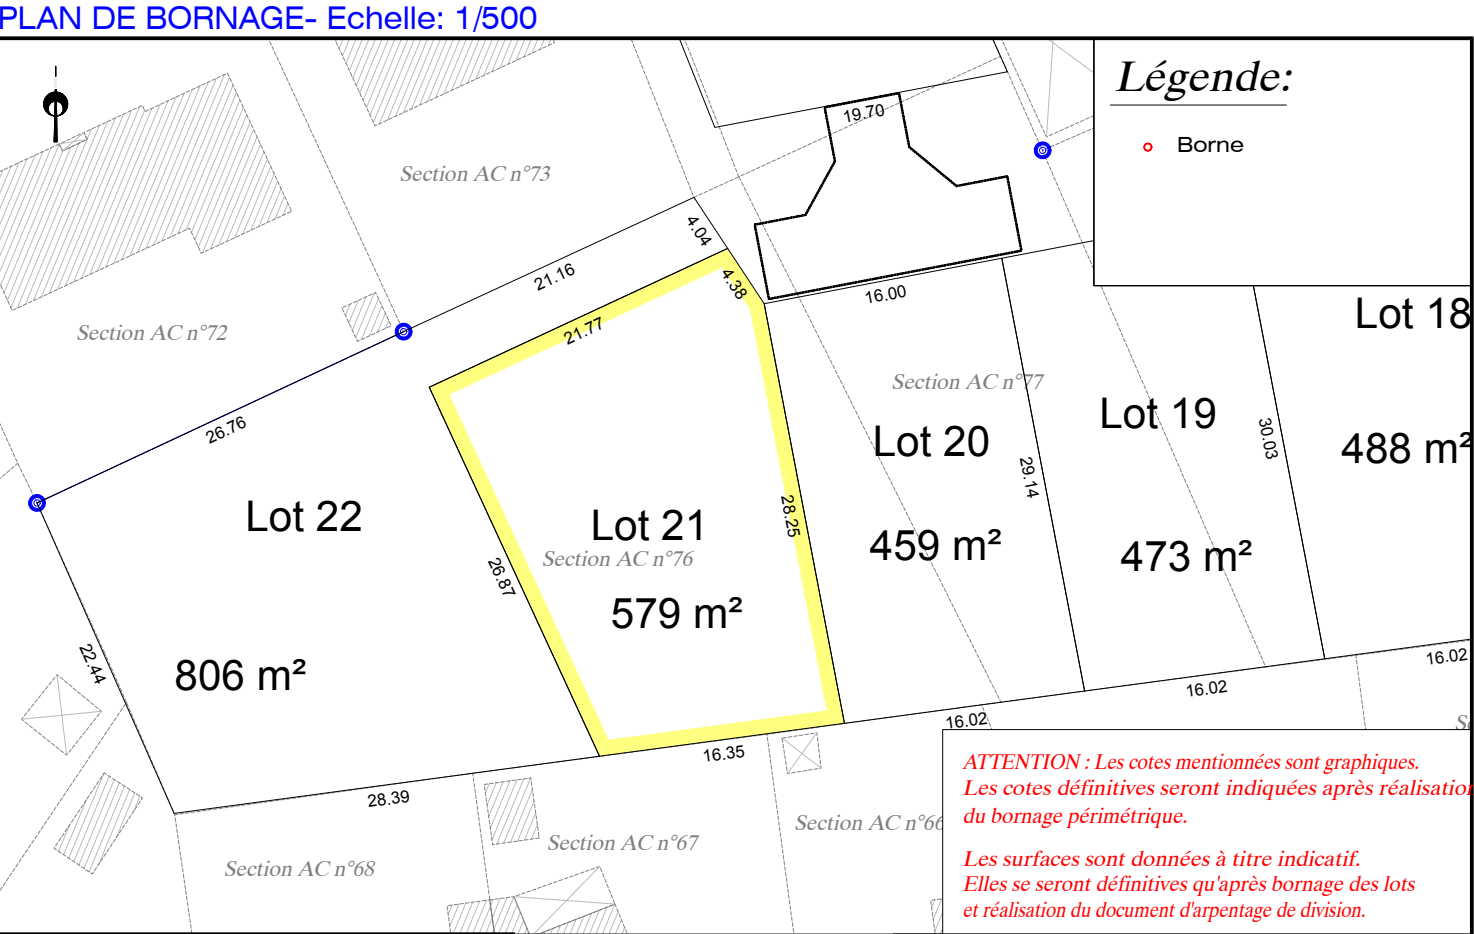 PLAN DE BORNAGE- Echelle: 1/500
Légende:
Borne
19.70
Section AC n°73
4.04
21.16
4.38
16.00
21.77
Section AC n°72
Lot 18
Section AC n°77
26.76
Lot 19
Lot 20
30.03
488 m²
29.14
Lot 22
Lot 21
28.25
459 m²
Section AC n°76
473 m²
26.87
579 m²
806 m²
22.44
16.02
16.02
16.02
16.35
28.39
Section AC n°66
Section AC n°67
Section AC n°68
ATTENTION : Les cotes mentionnées sont graphiques.
Les cotes définitives seront indiquées après réalisation
du bornage périmétrique.
Les surfaces sont données à titre indicatif.
Elles se seront définitives qu'après bornage des lots
et réalisation du document d'arpentage de division.